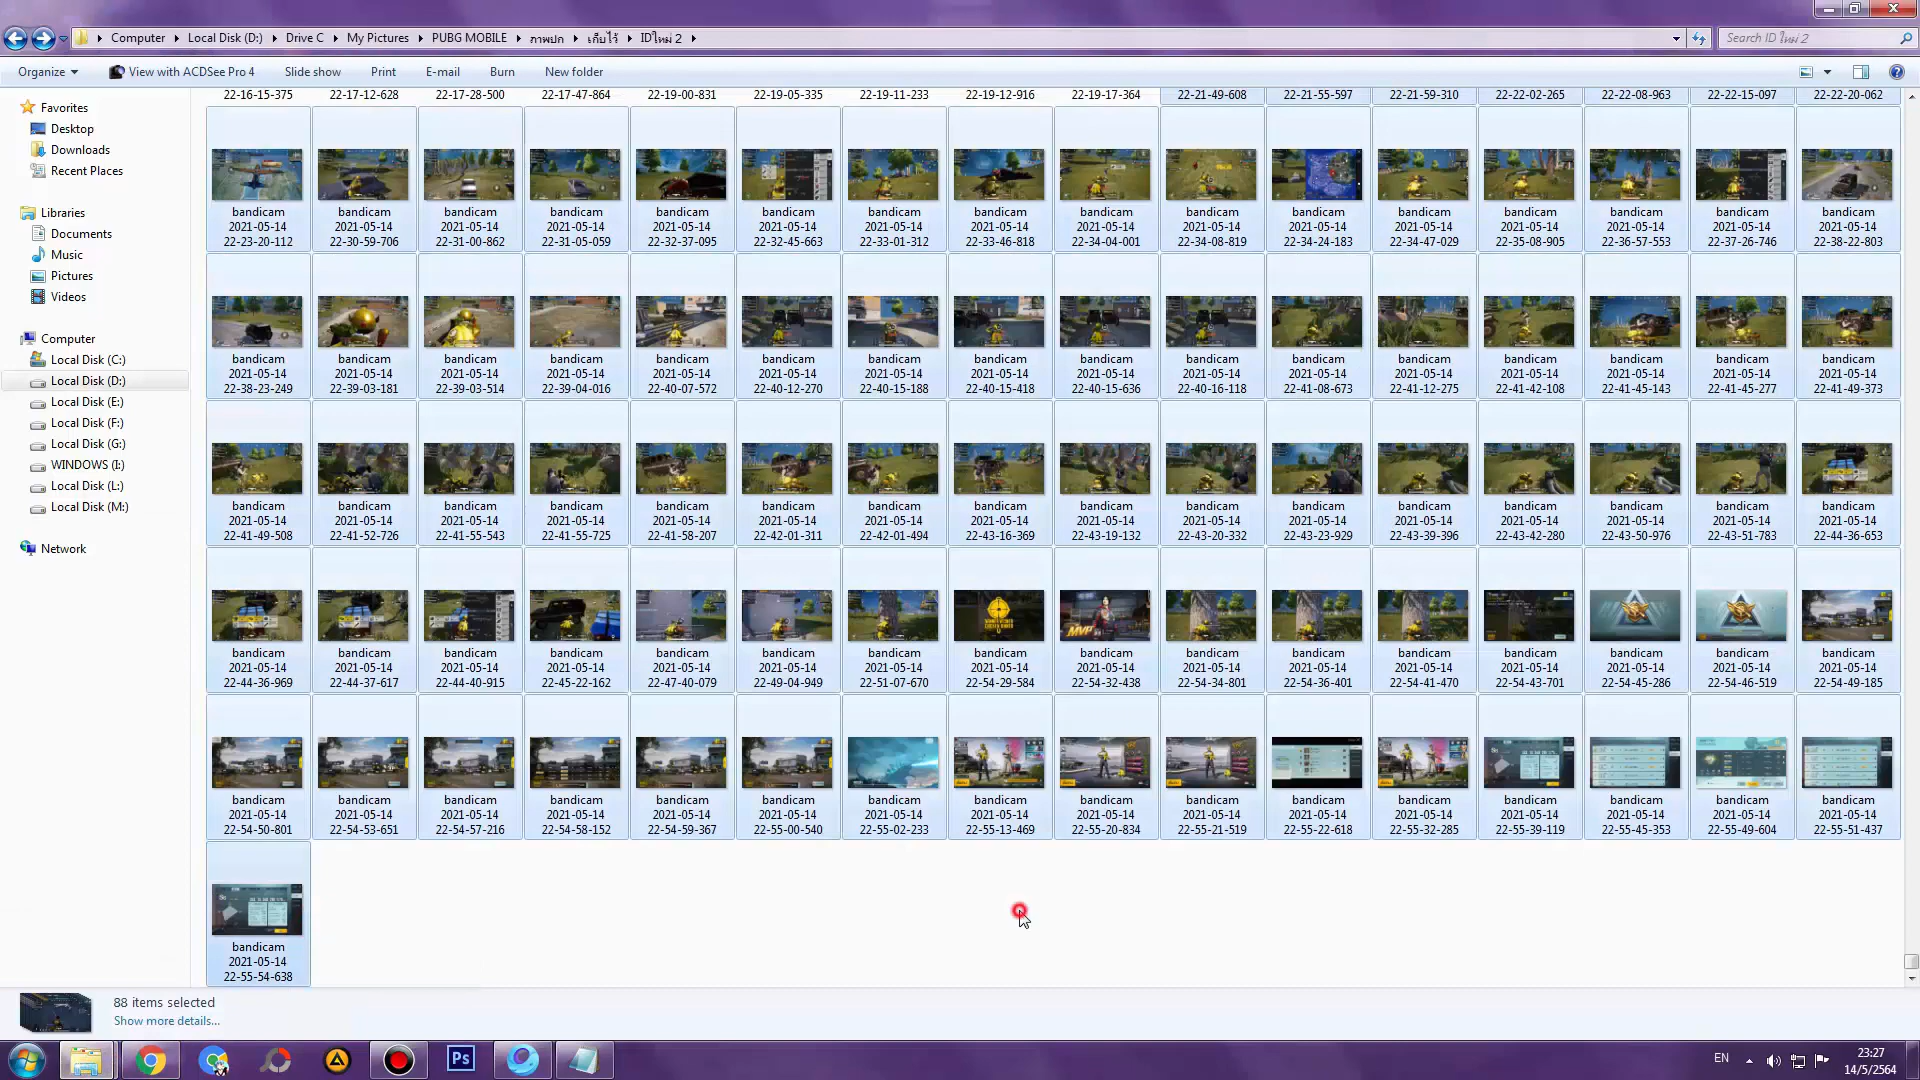 Computer ▸ Local Disk (D:) ▸ Drive C ▸ My Pictures ▸ PUBG MOBILE ▸ ภาพปก ▸ เก็บไว้ ▸ IDใหม่ 2 ▸
Search ID ใหม่ 2
Organize View with ACDSee Pro 4 Slide show Print E-mail Burn New folder
Favorites
Desktop
Downloads
Recent Places
Libraries
Documents
Music
Pictures
Videos
Computer
Local Disk (C:)
Local Disk (D:)
Local Disk (E:)
Local Disk (F:)
Local Disk (G:)
WINDOWS (I:)
Local Disk (L:)
Local Disk (M:)
Network
22-16-15-375 22-17-12-628 22-17-28-500 22-17-47-864 22-19-00-831 22-19-05-335 22-19-11-233 22-19-12-916 22-19-17-364 22-21-49-608 22-21-55-597 22-21-59-310 22-22-02-265 22-22-08-963 22-22-15-097 22-22-20-062
bandicam bandicam bandicam bandicam bandicam bandicam bandicam bandicam bandicam bandicam bandicam bandicam bandicam bandicam bandicam bandicam
2021-05-14 2021-05-14 2021-05-14 2021-05-14 2021-05-14 2021-05-14 2021-05-14 2021-05-14 2021-05-14 2021-05-14 2021-05-14 2021-05-14 2021-05-14 2021-05-14 2021-05-14 2021-05-14
22-23-20-112 22-30-59-706 22-31-00-862 22-31-05-059 22-32-37-095 22-32-45-663 22-33-01-312 22-33-46-818 22-34-04-001 22-34-08-819 22-34-24-183 22-34-47-029 22-35-08-905 22-36-57-553 22-37-26-746 22-38-22-803
bandicam bandicam bandicam bandicam bandicam bandicam bandicam bandicam bandicam bandicam bandicam bandicam bandicam bandicam bandicam bandicam
2021-05-14 2021-05-14 2021-05-14 2021-05-14 2021-05-14 2021-05-14 2021-05-14 2021-05-14 2021-05-14 2021-05-14 2021-05-14 2021-05-14 2021-05-14 2021-05-14 2021-05-14 2021-05-14
22-38-23-249 22-39-03-181 22-39-03-514 22-39-04-016 22-40-07-572 22-40-12-270 22-40-15-188 22-40-15-418 22-40-15-636 22-40-16-118 22-41-08-673 22-41-12-275 22-41-42-108 22-41-45-143 22-41-45-277 22-41-49-373
bandicam bandicam bandicam bandicam bandicam bandicam bandicam bandicam bandicam bandicam bandicam bandicam bandicam bandicam bandicam bandicam
2021-05-14 2021-05-14 2021-05-14 2021-05-14 2021-05-14 2021-05-14 2021-05-14 2021-05-14 2021-05-14 2021-05-14 2021-05-14 2021-05-14 2021-05-14 2021-05-14 2021-05-14 2021-05-14
22-41-49-508 22-41-52-726 22-41-55-543 22-41-55-725 22-41-58-207 22-42-01-311 22-42-01-494 22-43-16-369 22-43-19-132 22-43-20-332 22-43-23-929 22-43-39-396 22-43-42-280 22-43-50-976 22-43-51-783 22-44-36-653
MVP
bandicam bandicam bandicam bandicam bandicam bandicam bandicam bandicam bandicam bandicam bandicam bandicam bandicam bandicam bandicam bandicam
2021-05-14 2021-05-14 2021-05-14 2021-05-14 2021-05-14 2021-05-14 2021-05-14 2021-05-14 2021-05-14 2021-05-14 2021-05-14 2021-05-14 2021-05-14 2021-05-14 2021-05-14 2021-05-14
22-44-36-969 22-44-37-617 22-44-40-915 22-45-22-162 22-47-40-079 22-49-04-949 22-51-07-670 22-54-29-584 22-54-32-438 22-54-34-801 22-54-36-401 22-54-41-470 22-54-43-701 22-54-45-286 22-54-46-519 22-54-49-185
bandicam bandicam bandicam bandicam bandicam bandicam bandicam bandicam bandicam bandicam bandicam bandicam bandicam bandicam bandicam bandicam
2021-05-14 2021-05-14 2021-05-14 2021-05-14 2021-05-14 2021-05-14 2021-05-14 2021-05-14 2021-05-14 2021-05-14 2021-05-14 2021-05-14 2021-05-14 2021-05-14 2021-05-14 2021-05-14
22-54-50-801 22-54-53-651 22-54-57-216 22-54-58-152 22-54-59-367 22-55-00-540 22-55-02-233 22-55-13-469 22-55-20-834 22-55-21-519 22-55-22-618 22-55-32-285 22-55-39-119 22-55-45-353 22-55-49-604 22-55-51-437
bandicam
2021-05-14
22-55-54-638
88 items selected
Show more details...
Ps
EN
23:27
14/5/2564